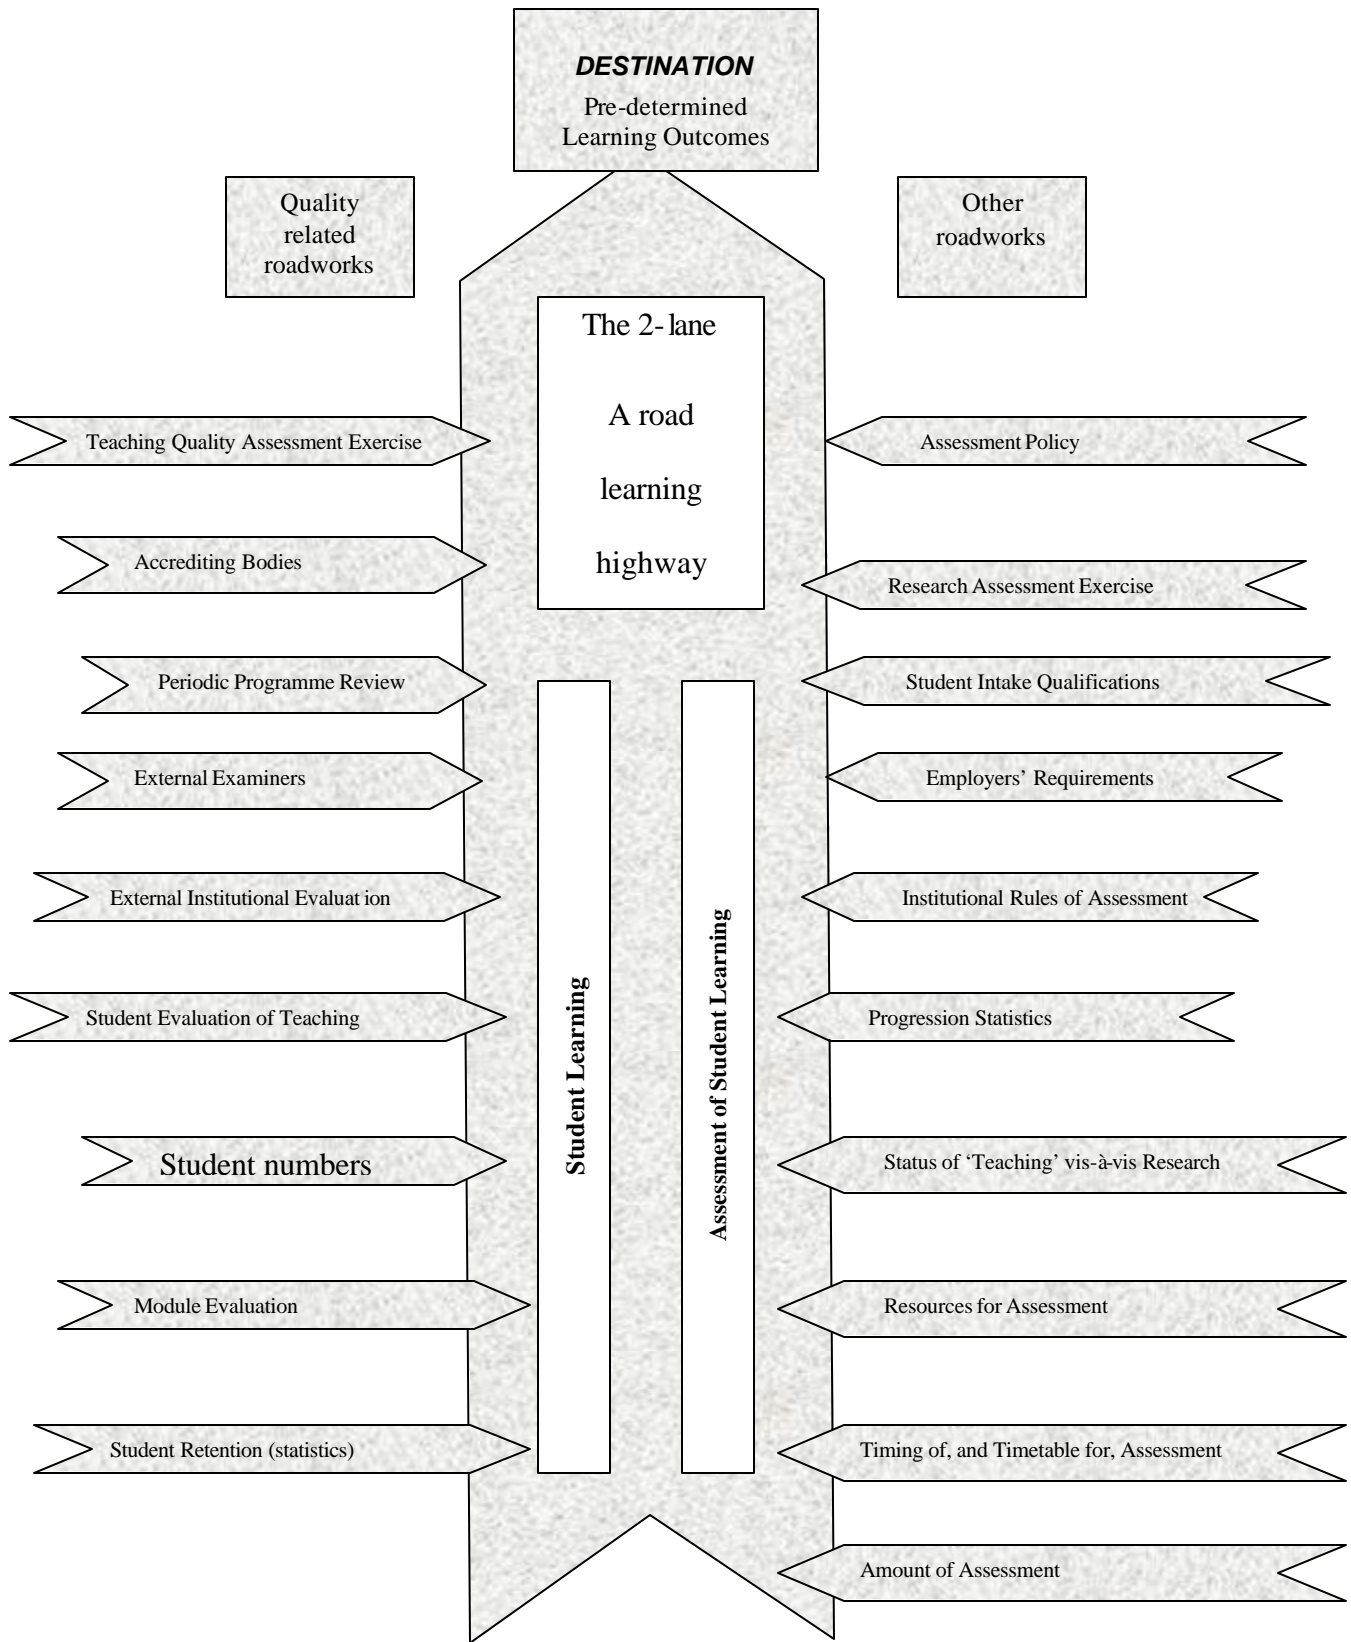 DESTINATION
Pre-determined
Learning Outcomes
Quality
related
roadworks
Other
roadworks
The 2-lane
A road
learning
highway
Teaching Quality Assessment Exercise
Assessment Policy
Accrediting Bodies
Research Assessment Exercise
Periodic Programme Review
Student Intake Qualifications
External Examiners
Employers’ Requirements
External Institutional Evaluation
Institutional Rules of Assessment
Student Evaluation of Teaching
Progression Statistics
Student Learning
Assessment of Student Learning
Student numbers
Status of ‘Teaching’ vis-à-vis Research
Module Evaluation
Resources for Assessment
Student Retention (statistics)
Timing of, and Timetable for, Assessment
Amount of Assessment